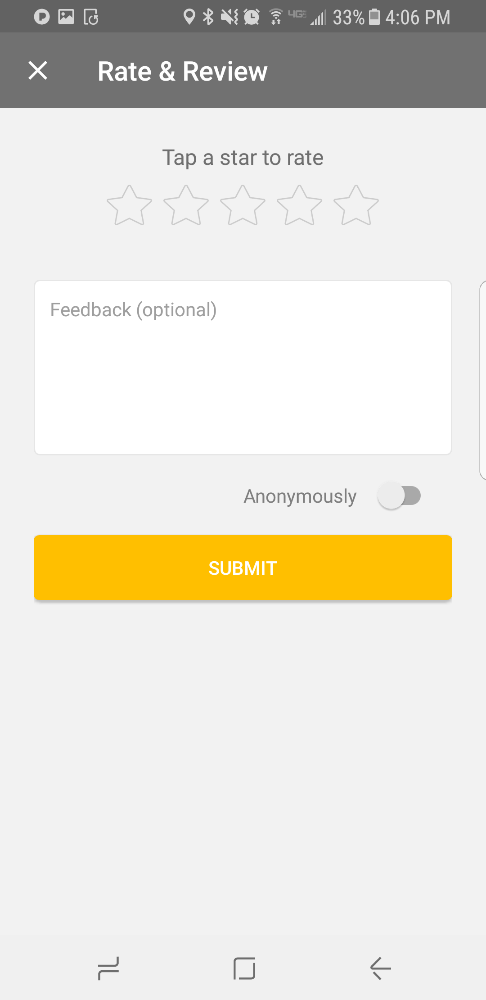 33% 4:06 PM
Rate & Review
Tap a star to rate
Feedback (optional)
Anonymously
SUBMIT